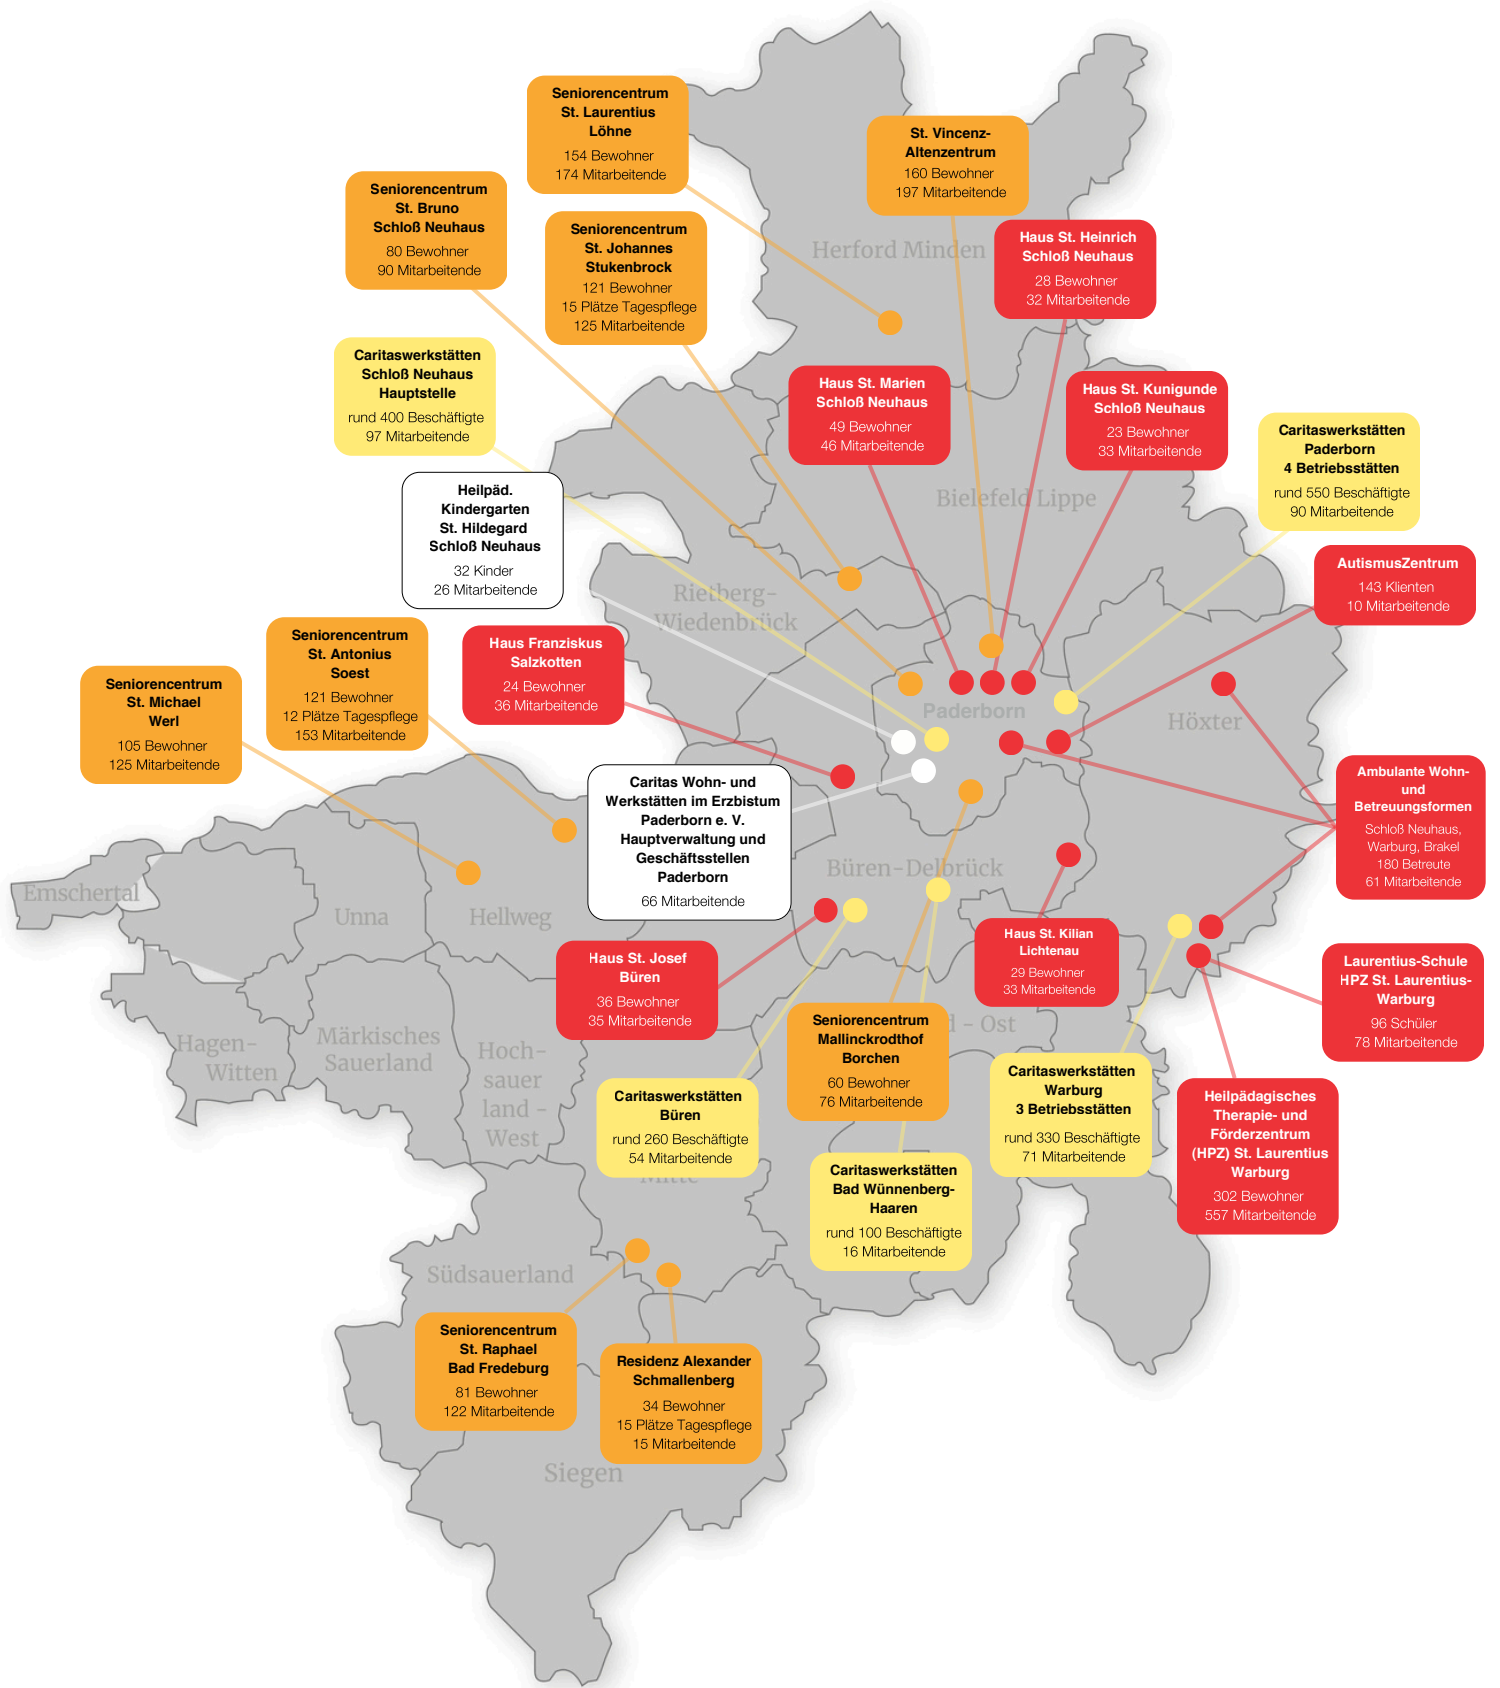 Seniorencentrum
St. Laurentius
Löhne
154 Bewohner
174 Mitarbeitende
St. Vincenz-
Altenzentrum
160 Bewohner
197 Mitarbeitende
Seniorencentrum
St. Bruno
Schloß Neuhaus
80 Bewohner
90 Mitarbeitende
Seniorencentrum
St. Johannes
Stukenbrock
121 Bewohner
15 Plätze Tagespflege
125 Mitarbeitende
Herford Minden
Haus St. Heinrich
Schloß Neuhaus
28 Bewohner
32 Mitarbeitende
Caritaswerkstätten
Schloß Neuhaus
Hauptstelle
rund 400 Beschäftigte
97 Mitarbeitende
Haus St. Marien
Schloß Neuhaus
49 Bewohner
46 Mitarbeitende
Haus St. Kunigunde
Schloß Neuhaus
23 Bewohner
33 Mitarbeitende
Caritaswerkstätten
Paderborn
4 Betriebsstätten
rund 550 Beschäftigte
90 Mitarbeitende
Heilpäd.
Kindergarten
St. Hildegard
Schloß Neuhaus
32 Kinder
26 Mitarbeitende
Bielefeld Lippe
AutismusZentrum
143 Klienten
10 Mitarbeitende
Rietberg-
Wiedenbrück
Seniorencentrum
St. Antonius
Soest
121 Bewohner
12 Plätze Tagespflege
153 Mitarbeitende
Haus Franziskus
Salzkotten
24 Bewohner
36 Mitarbeitende
Seniorencentrum
St. Michael
Werl
105 Bewohner
125 Mitarbeitende
Paderborn
Höxter
Caritas Wohn- und
Werkstätten im Erzbistum
Paderborn e. V.
Hauptverwaltung und
Geschäftsstellen
Paderborn
66 Mitarbeitende
Ambulante Wohn-
und
Betreuungsformen
Schloß Neuhaus,
Warburg, Brakel
180 Betreute
61 Mitarbeitende
Büren-Delbrück
Emschertal
Unna
Hellweg
Haus St. Josef
Büren
36 Bewohner
35 Mitarbeitende
Haus St. Kilian
Lichtenau
29 Bewohner
33 Mitarbeitende
Laurentius-Schule
HPZ St. Laurentius-
Warburg
96 Schüler
78 Mitarbeitende
Hagen-
Witten
Märkisches
Sauerland
Hoch-
sauer
land -
West
Seniorencentrum
Mallinckrodthof
Borchen
60 Bewohner
76 Mitarbeitende
d - Ost
Caritaswerkstätten
Warburg
3 Betriebsstätten
rund 330 Beschäftigte
71 Mitarbeitende
Caritaswerkstätten
Büren
rund 260 Beschäftigte
54 Mitarbeitende
Mitte
Heilpädagisches
Therapie- und
Förderzentrum
(HPZ) St. Laurentius
Warburg
302 Bewohner
557 Mitarbeitende
Caritaswerkstätten
Bad Wünnenberg-
Haaren
rund 100 Beschäftigte
16 Mitarbeitende
Südsauerland
Seniorencentrum
St. Raphael
Bad Fredeburg
81 Bewohner
122 Mitarbeitende
Residenz Alexander
Schmallenberg
34 Bewohner
15 Plätze Tagespflege
15 Mitarbeitende
Siegen